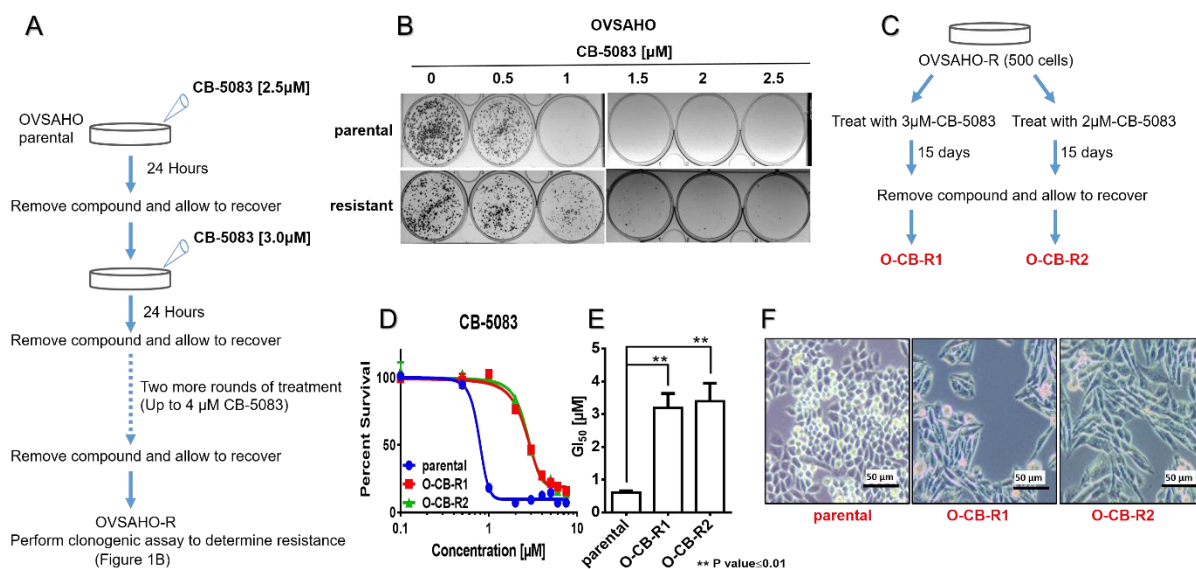 A
CB-5083 [2.5µM]
OVSAHO
parental
24 Hours
Remove compound and allow to recover
CB-5083 [3.0µM]
24 Hours
Remove compound and allow to recover
Two more rounds of treatment
(Up to 4 µM CB-5083)
Remove compound and allow to recover
OVSAHO-R
Perform clonogenic assay to determine resistance
(Figure 1B)
B
OVSAHO
CB-5083 [µM]
0 0.5 1 1.5 2 2.5
parental
resistant
C
OVSAHO-R (500 cells)
Treat with 3µM-CB-5083 Treat with 2µM-CB-5083
15 days 15 days
Remove compound and allow to recover
O-CB-R1 O-CB-R2
D
CB-5083
Percent Survival
100
50
0
parental
O-CB-R1
O-CB-R2
0.1 1 10
Concentration [µM]
E
GI50 [µM]
5
4
3
2
1
0
**
**
parental
O-CB-R1
O-CB-R2
** P value≤0.01
F
50 µm 50 µm 50 µm
parental O-CB-R1 O-CB-R2